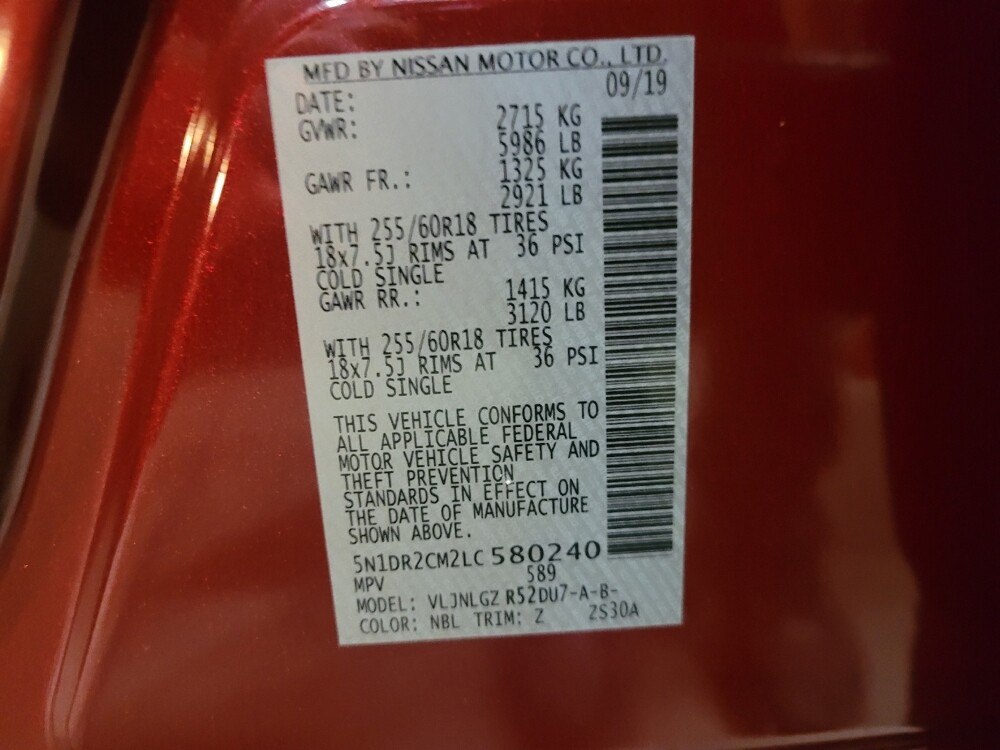 MFD BY NISSAN MOTOR CO., LTD.
DATE: 09/19
GVWR: 2715 KG
5986 LB
GAWR FR.: 1325 KG
2921 LB
WITH 255/60R18 TIRES
18x7.5J RIMS AT 36 PSI
COLD SINGLE
GAWR RR.: 1415 KG
3120 LB
WITH 255/60R18 TIRES
18x7.5J RIMS AT 36 PSI
COLD SINGLE
THIS VEHICLE CONFORMS TO
ALL APPLICABLE FEDERAL
MOTOR VEHICLE SAFETY AND
THEFT PREVENTION
STANDARDS IN EFFECT ON
THE DATE OF MANUFACTURE
SHOWN ABOVE.
5N1DR2CM2LC580240
MPV 589
MODEL: VLJNLGZ R52DU7-A-B-
COLOR: NBL TRIM: Z ZS30A